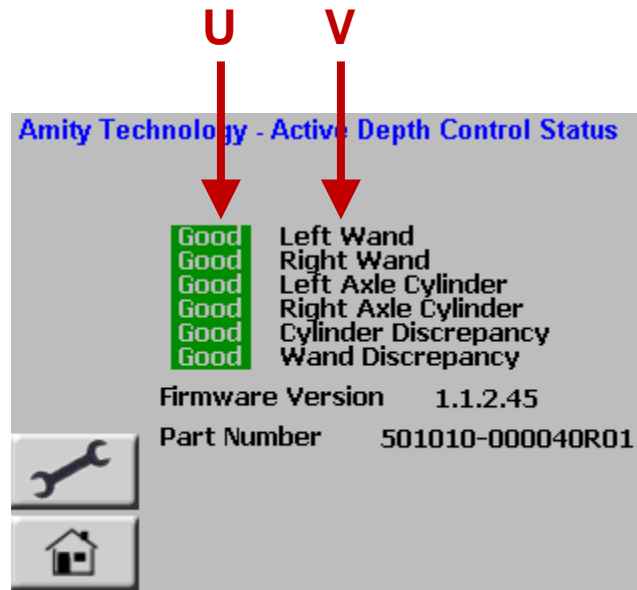 U V
Amity Technology - Active Depth Control Status
Good Left Wand
Good Right Wand
Good Left Axle Cylinder
Good Right Axle Cylinder
Good Cylinder Discrepancy
Good Wand Discrepancy
Firmware Version 1.1.2.45
Part Number 501010-000040R01